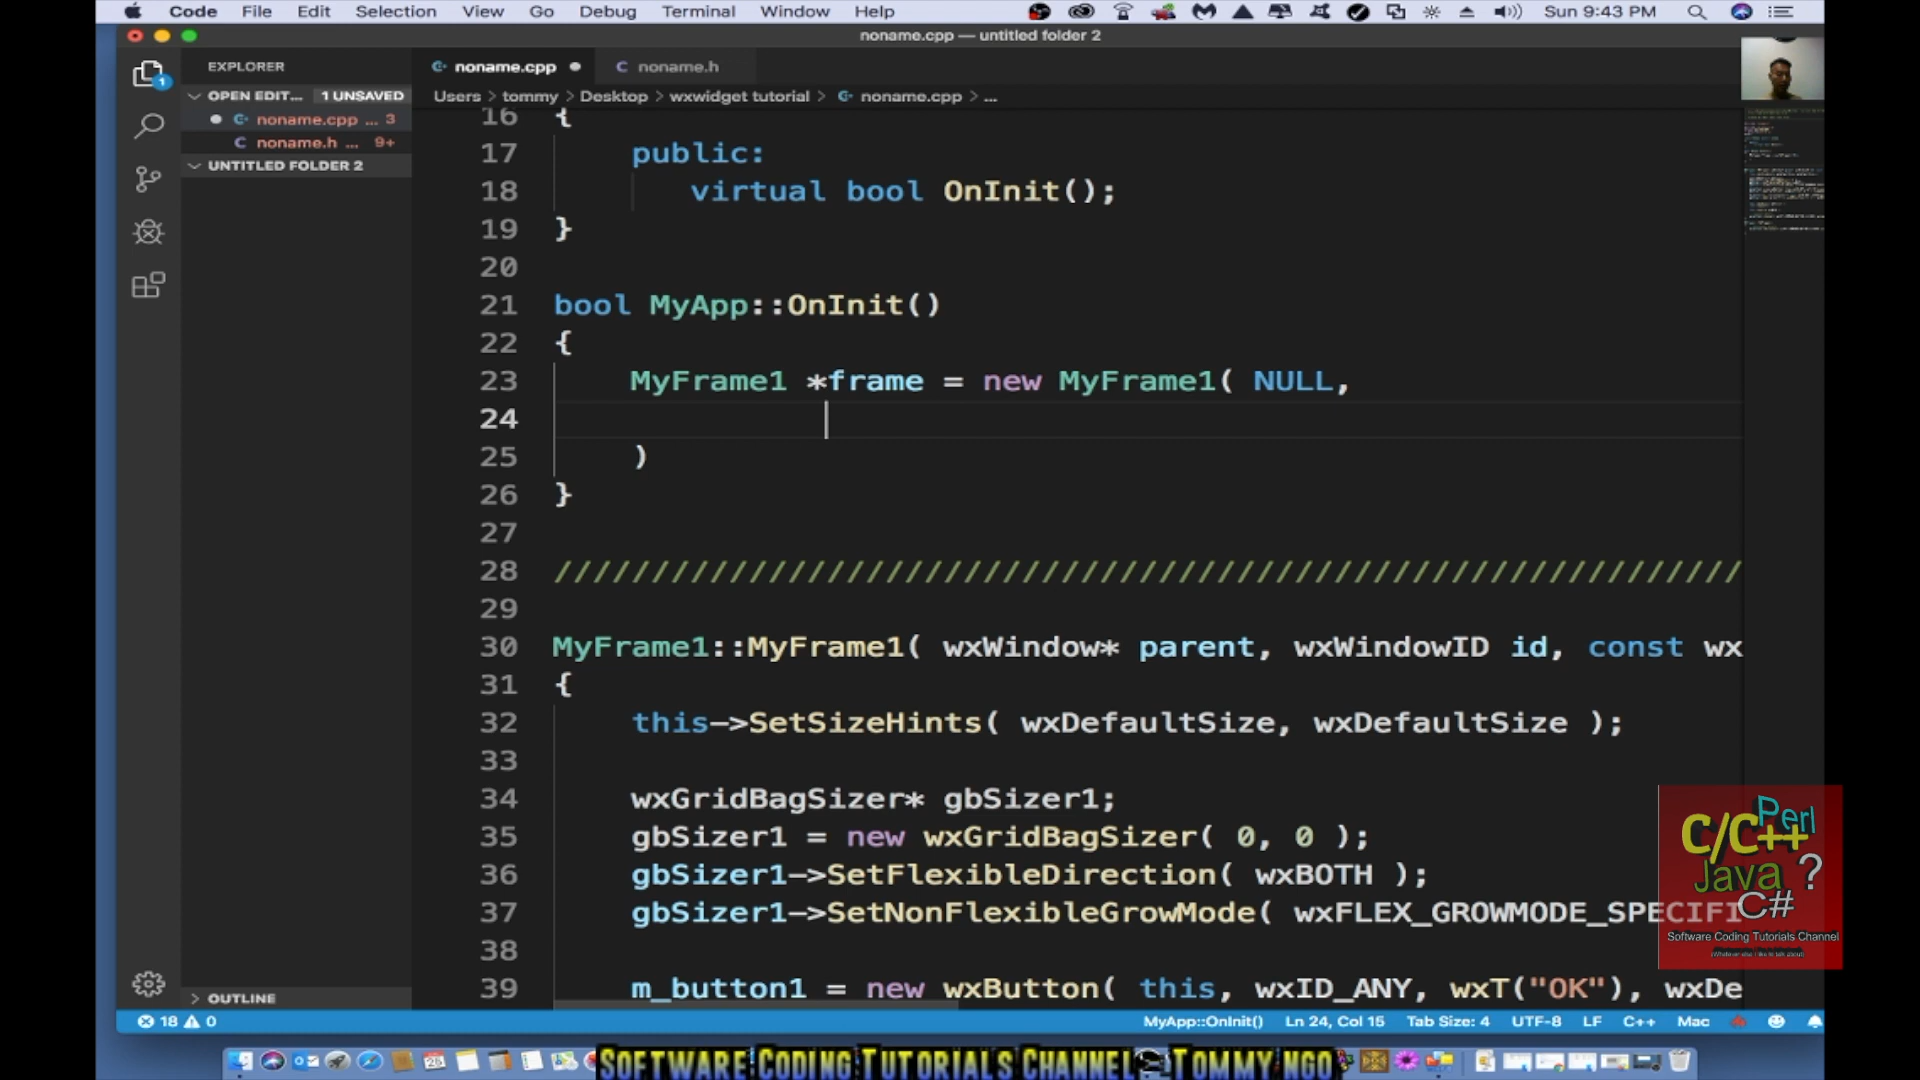 Code File Edit Selection View Go Debug Terminal Window Help Sun 9:43 PM
noname.cpp — untitled folder 2
EXPLORER
noname.cpp
noname.h
OPEN EDIT... 1 UNSAVED
Users > tommy > Desktop > wxwidget tutorial > noname.cpp > ...
noname.cpp ... 3
noname.h ... 9+
UNTITLED FOLDER 2
1
16 {
17 public:
18 virtual bool OnInit();
19 }
20
21 bool MyApp::OnInit()
22 {
23 MyFrame1 *frame = new MyFrame1( NULL,
24
25 )
26 }
27
28 /////////////////////////////////////////////////////////////
29
30 MyFrame1::MyFrame1( wxWindow* parent, wxWindowID id, const wx
31 {
32 this->SetSizeHints( wxDefaultSize, wxDefaultSize );
33
34 wxGridBagSizer* gbSizer1;
35 gbSizer1 = new wxGridBagSizer( 0, 0 );
36 gbSizer1->SetFlexibleDirection( wxBOTH );
37 gbSizer1->SetNonFlexibleGrowMode( wxFLEX_GROWMODE_SPECIFI
38
39 m_button1 = new wxButton( this, wxID_ANY, wxT("OK"), wxDe
OUTLINE
18 0 MyApp::OnInit() Ln 24, Col 15 Tab Size: 4 UTF-8 LF C++ Mac
C/C++ Perl
Java ?
C#
Software Coding Tutorials Channel
SOFTWARE CODING TUTORIALS CHANNEL - TOMMY NGO